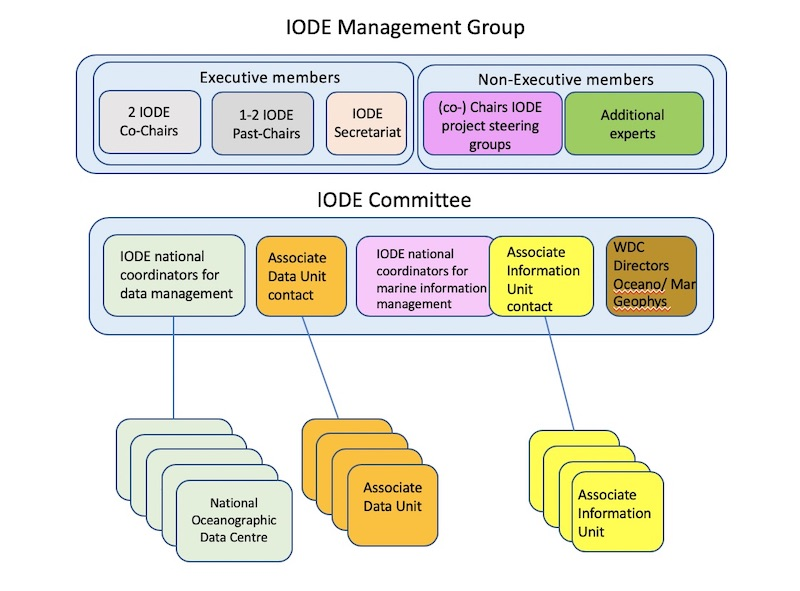 IODE Management Group
Executive members
Non-Executive members
2 IODE
Co-Chairs
1-2 IODE
Past-Chairs
IODE
Secretariat
(co-) Chairs IODE
project steering
groups
Additional
experts
IODE Committee
IODE national
coordinators for
data management
Associate
Data Unit
contact
IODE national
coordinators for
marine information
management
Associate
Information
Unit
contact
WDC
Directors
Oceano/ Mar
Geophys
National
Oceanographic
Data Centre
Associate
Data Unit
Associate
Information
Unit